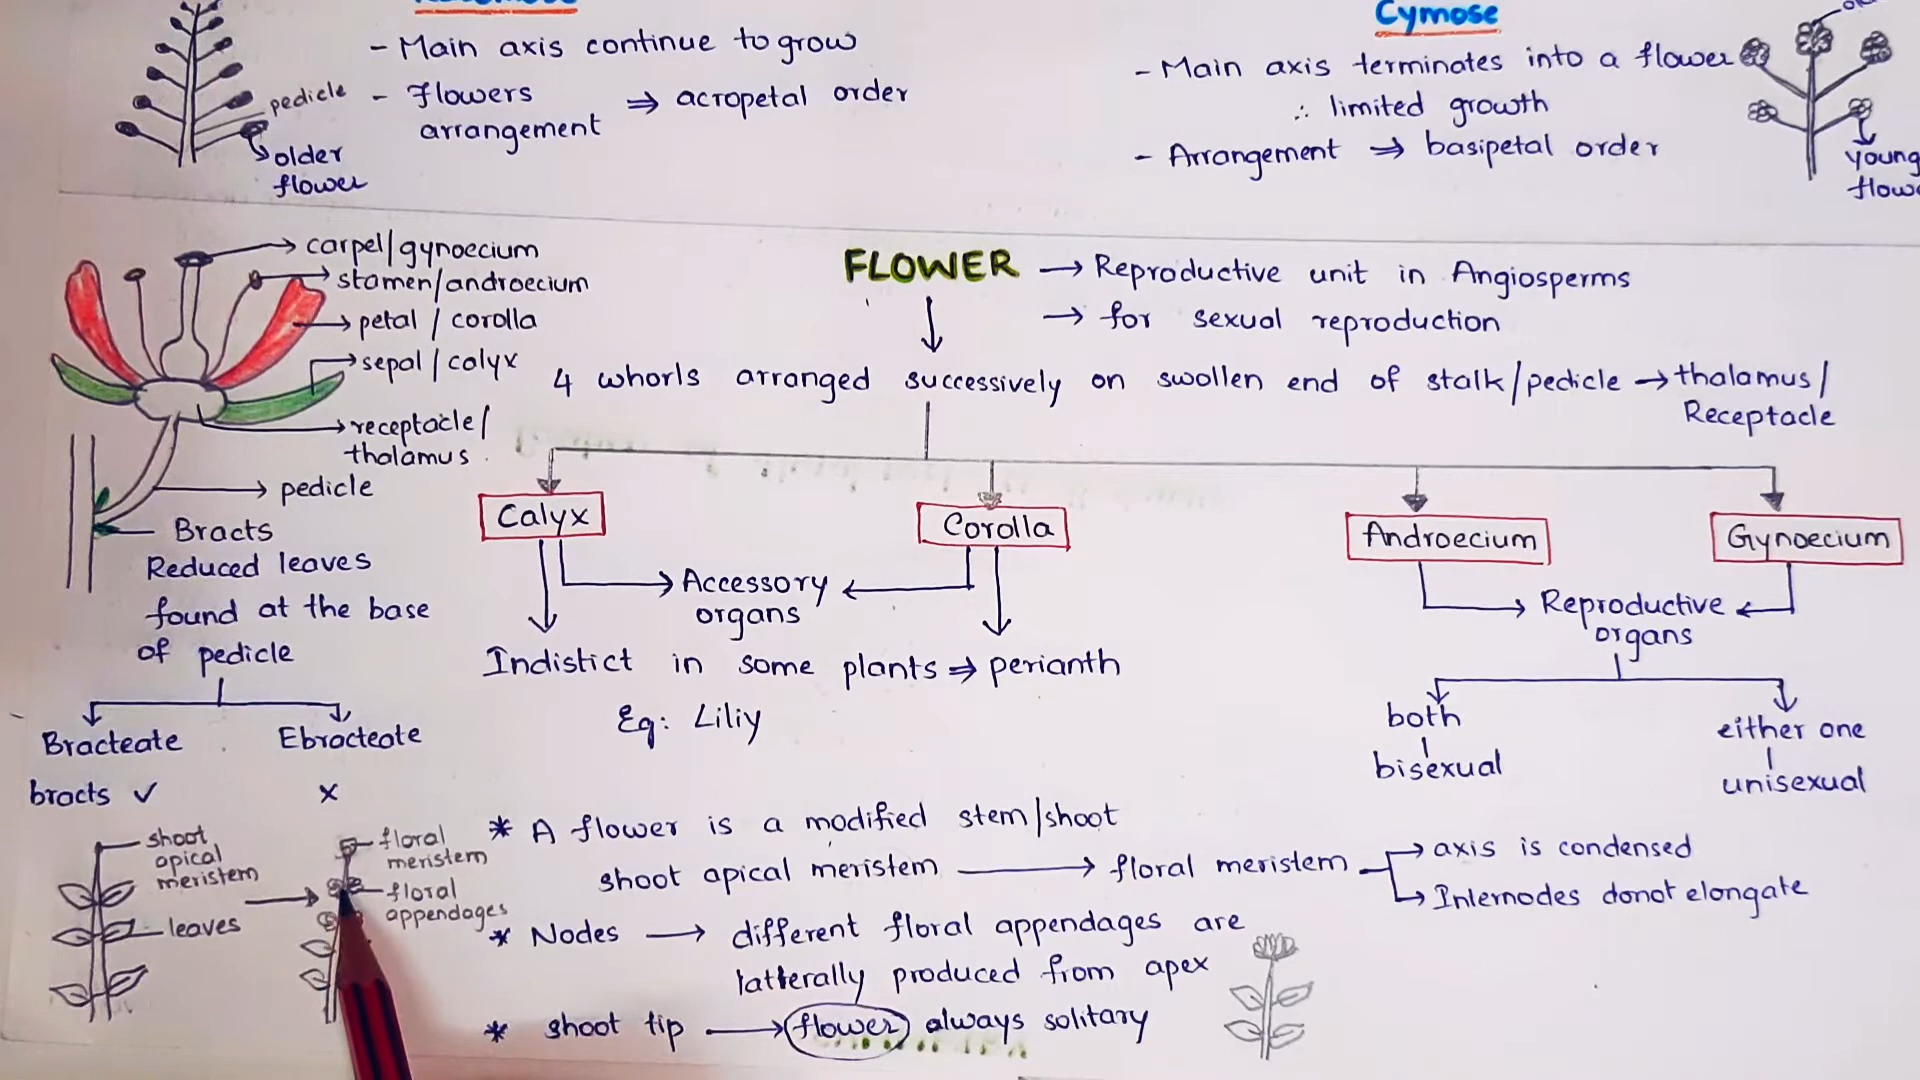 Cymose
- Main axis continue to grow
- Flowers arrangement ⇒ acropetal order
pedicle
older
flower
- Main axis terminates into a flower
∴ limited growth
- Arrangement ⇒ basipetal order
young
carpel/gynoecium
stamen/androecium
petal / corolla
sepal / calyx
receptacle/
thalamus
pedicle
Bracts
Reduced leaves
found at the base
of pedicle
Bracteate
Ebracteate
bracts ✓
x
shoot
apical
meristem
leaves
floral
meristem
floral
appendages
FLOWER → Reproductive unit in Angiosperms
→ for sexual reproduction
4 whorls arranged successively on swollen end of stalk/pedicle → thalamus/
Receptacle
Calyx
Corolla
Androecium
Gynoecium
Accessory
organs
Reproductive
organs
Indistict in some plants ⇒ perianth
Eg: Liliy
both
bisexual
either one
unisexual
* A flower is a modified stem/shoot
shoot apical meristem → floral meristem
→ axis is condensed
→ Internodes donot elongate
* Nodes → different floral appendages are
latterally produced from apex
* shoot tip → flower always solitary